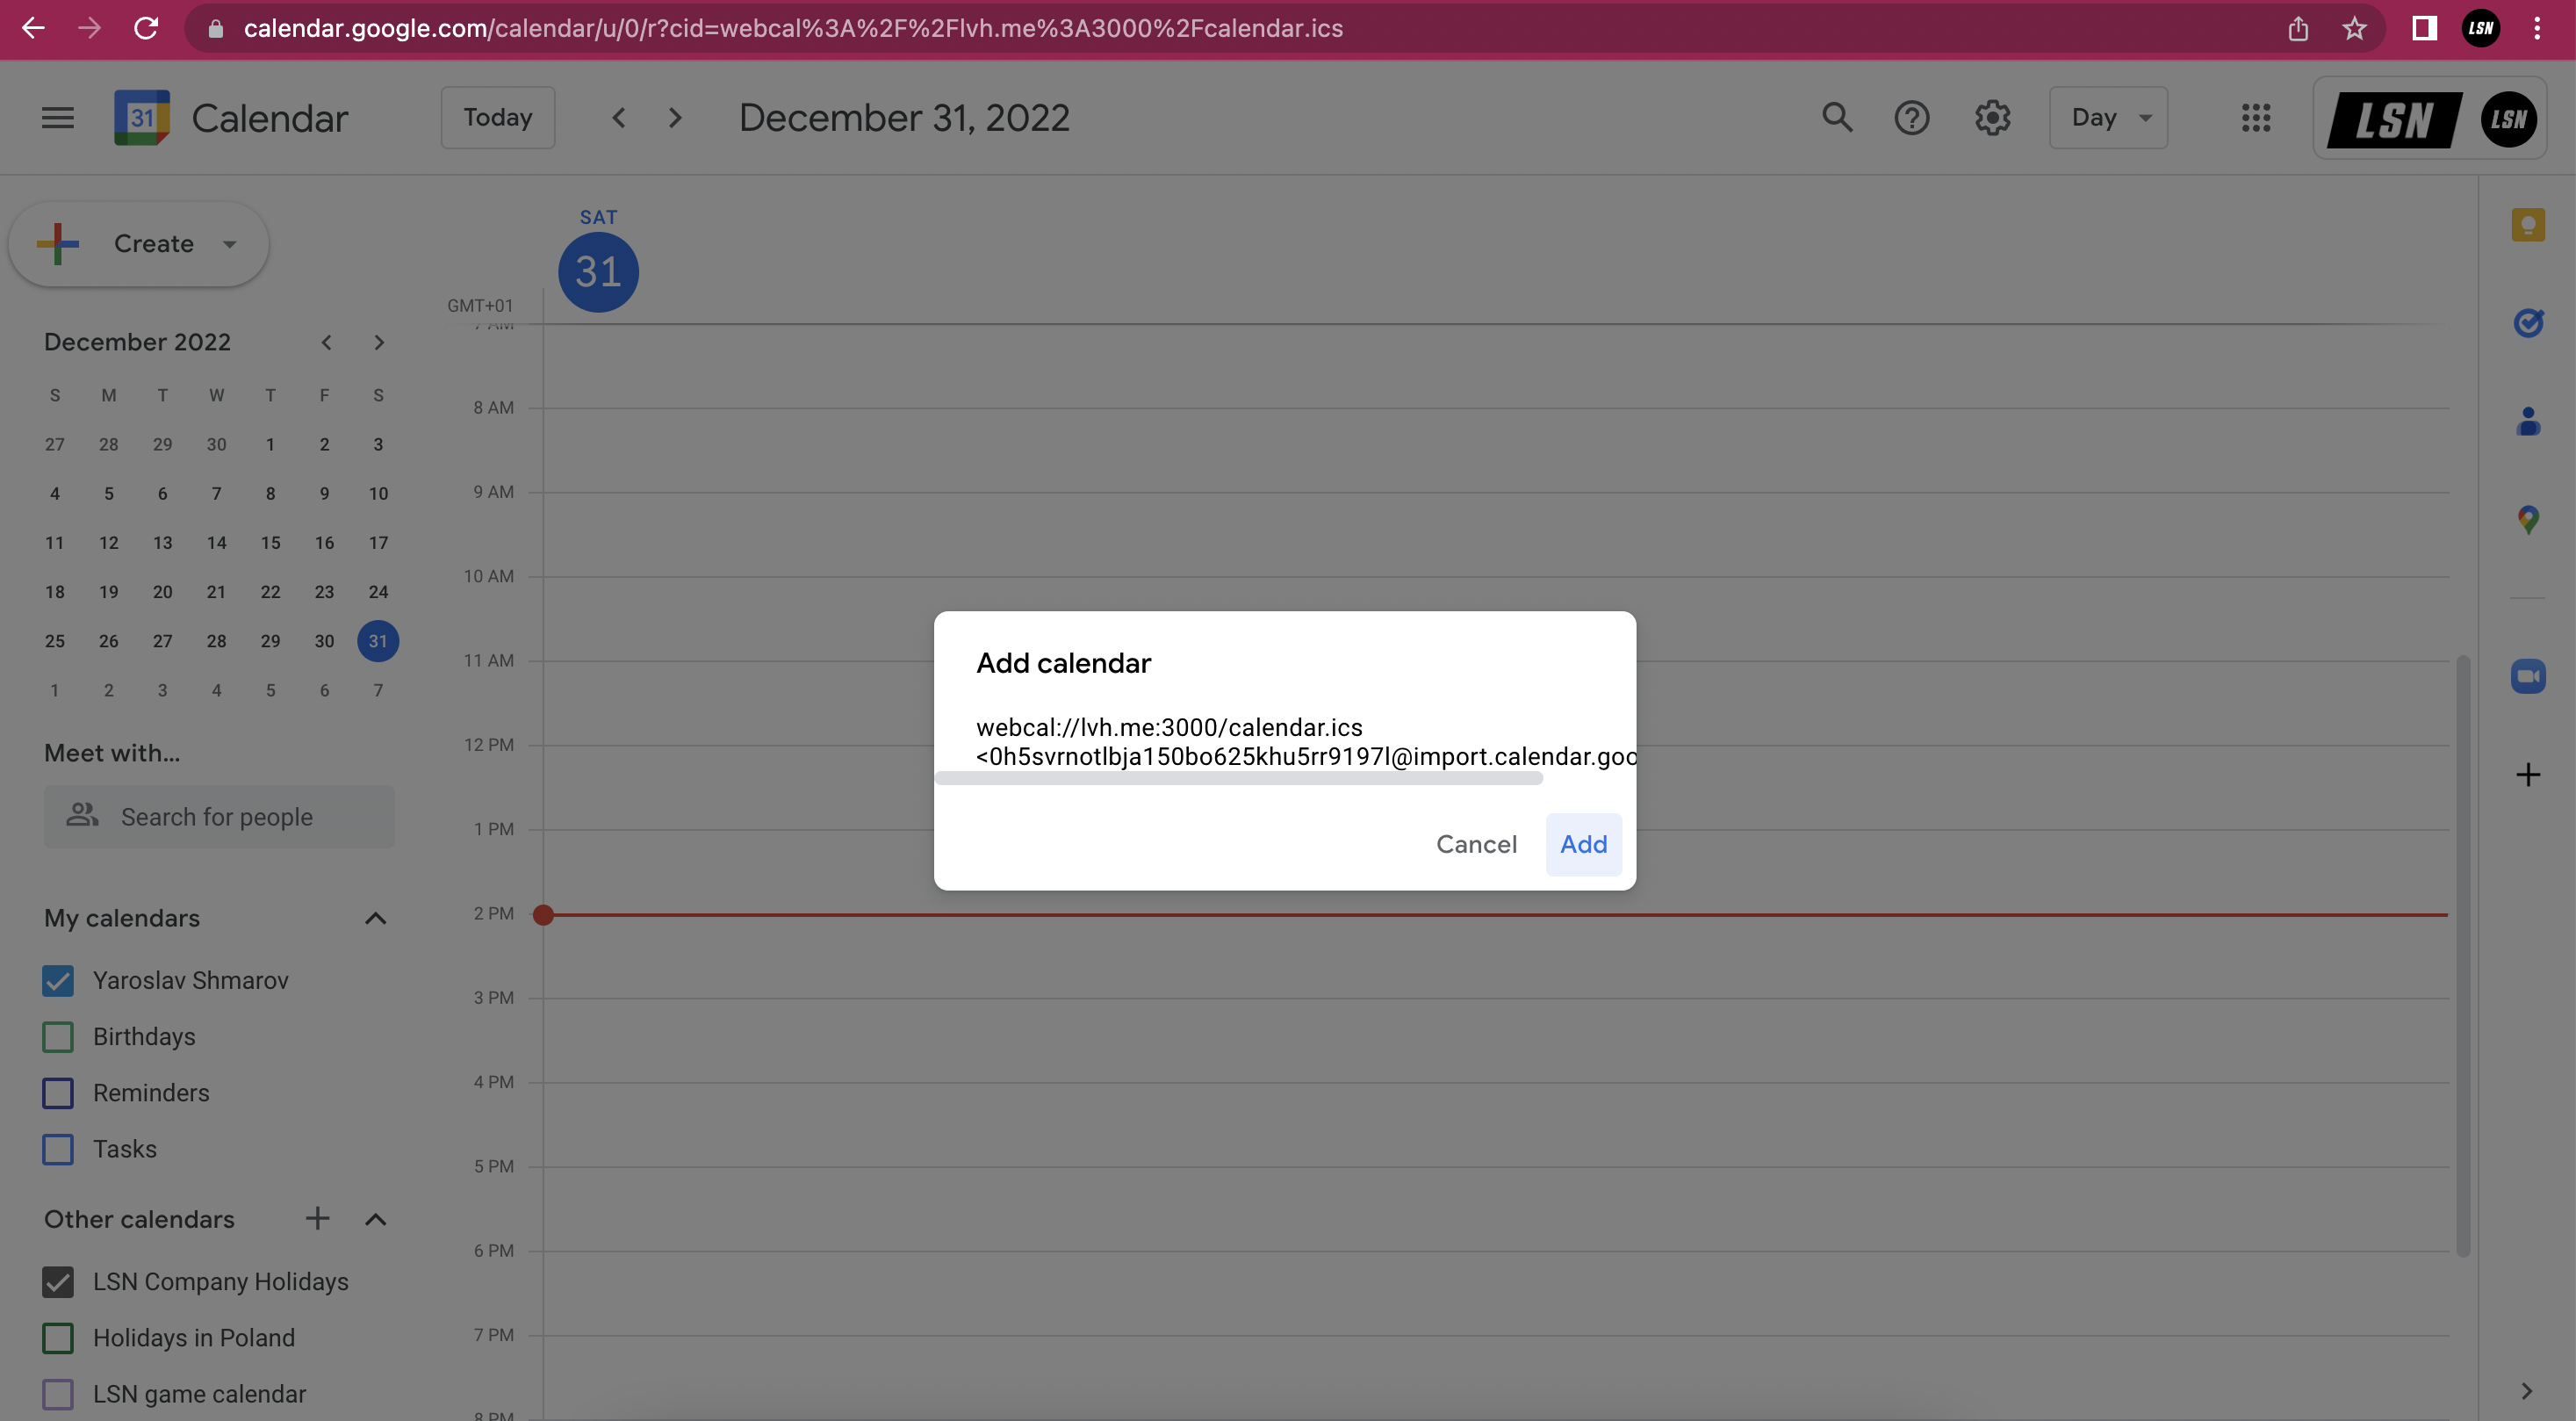 calendar.google.com/calendar/u/0/r?cid=webcal%3A%2F%2Flvh.me%3A3000%2Fcalendar.ics
LSN
31 Calendar
Today
December 31, 2022
Day
LSN LSN
Create
SAT
31
GMT+01
December 2022
S M T W T F S
27 28 29 30 1 2 3
4 5 6 7 8 9 10
11 12 13 14 15 16 17
18 19 20 21 22 23 24
25 26 27 28 29 30 31
1 2 3 4 5 6 7
Meet with...
Search for people
My calendars
Yaroslav Shmarov
Birthdays
Reminders
Tasks
Other calendars
LSN Company Holidays
Holidays in Poland
LSN game calendar
7 AM
8 AM
9 AM
10 AM
11 AM
12 PM
1 PM
2 PM
3 PM
4 PM
5 PM
6 PM
7 PM
8 PM
Add calendar
webcal://lvh.me:3000/calendar.ics
<0h5svrnotlbja150bo625khu5rr9197l@import.calendar.goo
Cancel Add